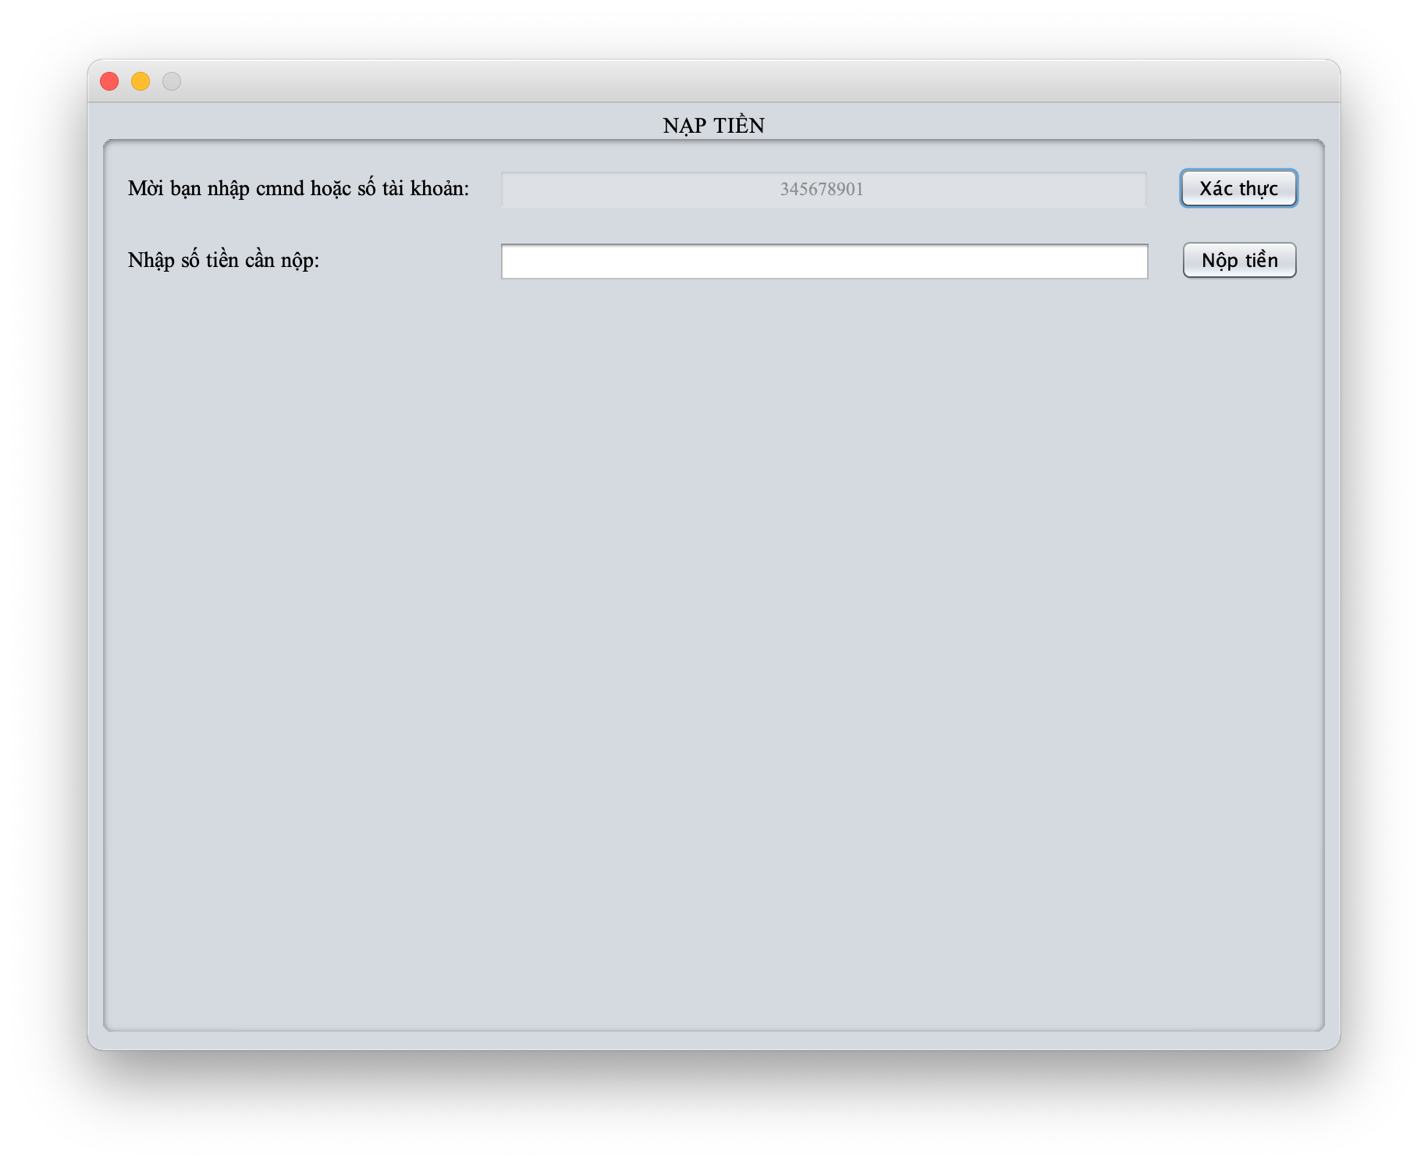 NẠP TIỀN
Mời bạn nhập cmnd hoặc số tài khoản: 345678901 Xác thực
Nhập số tiền cần nộp: Nộp tiền